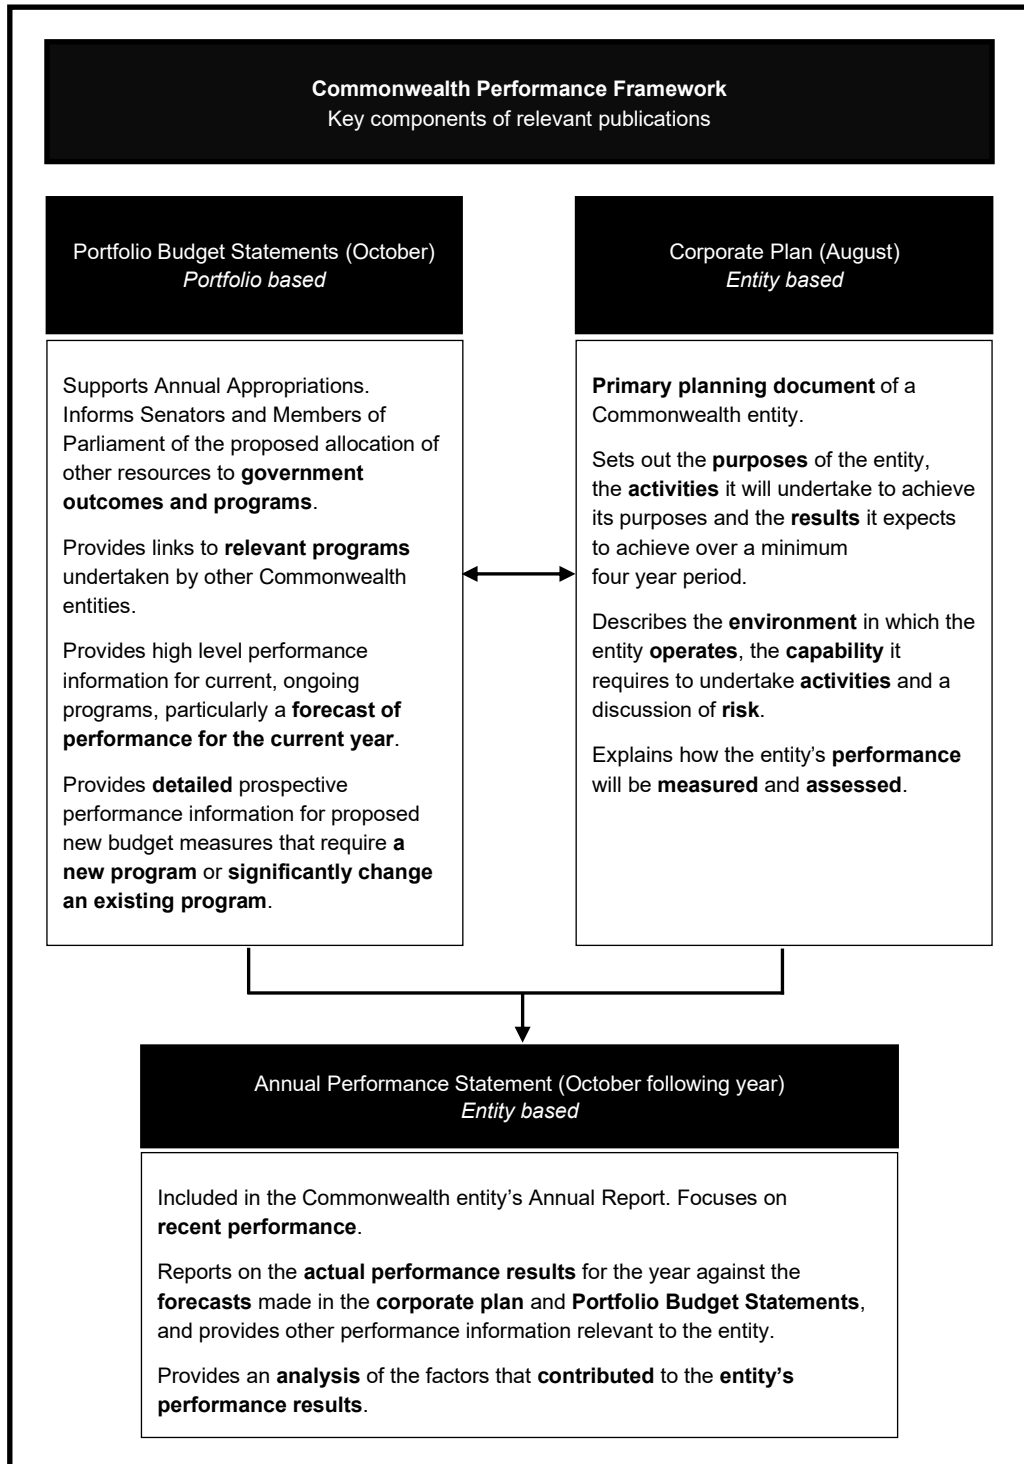 Commonwealth Performance Framework
Key components of relevant publications
Portfolio Budget Statements (October)
Portfolio based
Supports Annual Appropriations.
Informs Senators and Members of
Parliament of the proposed allocation of
other resources to government
outcomes and programs.
Provides links to relevant programs
undertaken by other Commonwealth
entities.
Provides high level performance
information for current, ongoing
programs, particularly a forecast of
performance for the current year.
Provides detailed prospective
performance information for proposed
new budget measures that require a
new program or significantly change
an existing program.
Corporate Plan (August)
Entity based
Primary planning document of a
Commonwealth entity.
Sets out the purposes of the entity,
the activities it will undertake to achieve
its purposes and the results it expects
to achieve over a minimum
four year period.
Describes the environment in which the
entity operates, the capability it
requires to undertake activities and a
discussion of risk.
Explains how the entity’s performance
will be measured and assessed.
Annual Performance Statement (October following year)
Entity based
Included in the Commonwealth entity’s Annual Report. Focuses on
recent performance.
Reports on the actual performance results for the year against the
forecasts made in the corporate plan and Portfolio Budget Statements,
and provides other performance information relevant to the entity.
Provides an analysis of the factors that contributed to the entity’s
performance results.